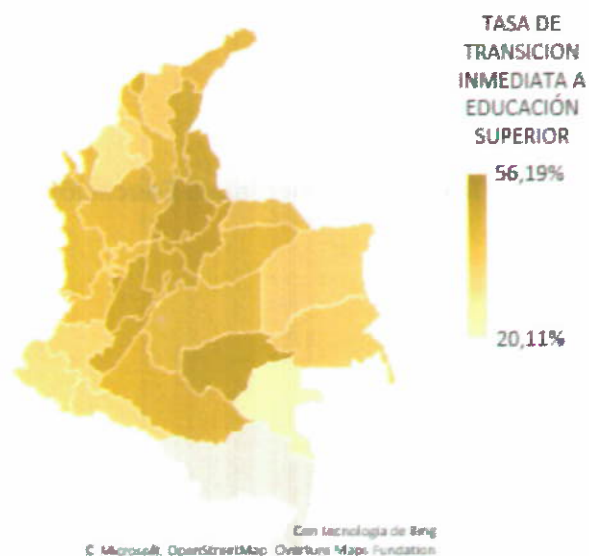 TASA DE
TRANSICION
INMEDIATA A
EDUCACIÓN
SUPERIOR
56,19%
20,11%
Con tecnología de Bing
© Microsoft, OpenStreetMap, Overture Maps Fundation